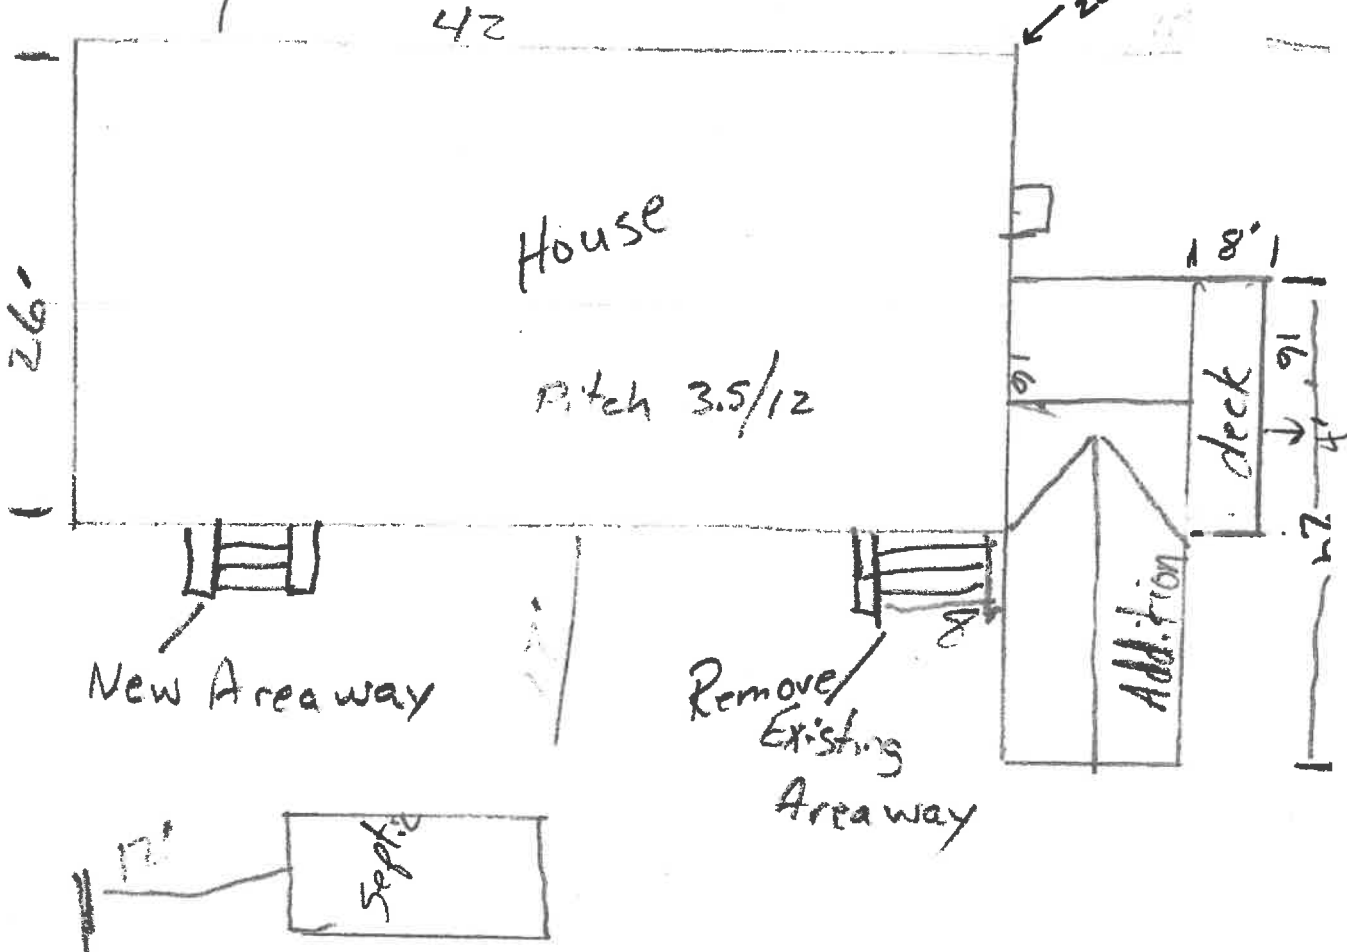 42
26'
House
Pitch 3.5/12
8'
16
16'
deck
Addition
8
New Areaway
Remove
Existing
Areaway
12'
Septic